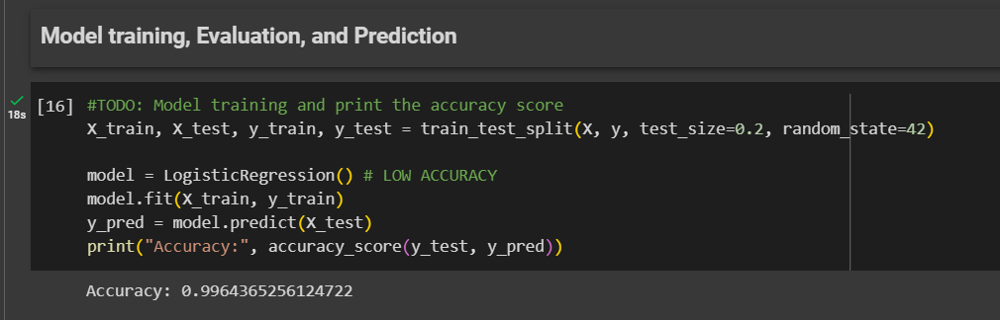 Model training, Evaluation, and Prediction
[16] #TODO: Model training and print the accuracy score
18s
X_train, X_test, y_train, y_test = train_test_split(X, y, test_size=0.2, random_state=42)
model = LogisticRegression() # LOW ACCURACY
model.fit(X_train, y_train)
y_pred = model.predict(X_test)
print("Accuracy:", accuracy_score(y_test, y_pred))
Accuracy: 0.9964365256124722